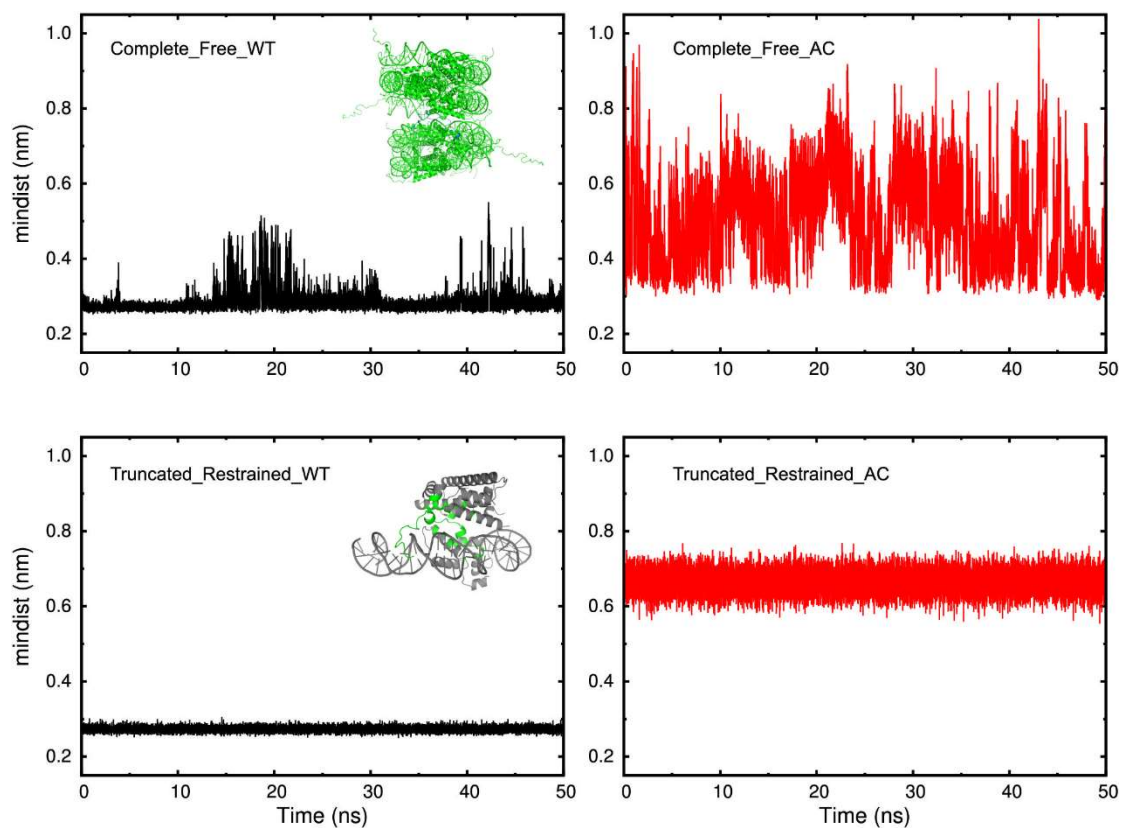 Complete_Free_WT
mindist (nm)
1.0
0.8
0.6
0.4
0.2
0 10 20 30 40 50
Time (ns)
Complete_Free_AC
1.0
0.8
0.6
0.4
0.2
0 10 20 30 40 50
Time (ns)
Truncated_Restrained_WT
mindist (nm)
1.0
0.8
0.6
0.4
0.2
0 10 20 30 40 50
Time (ns)
Truncated_Restrained_AC
1.0
0.8
0.6
0.4
0.2
0 10 20 30 40 50
Time (ns)